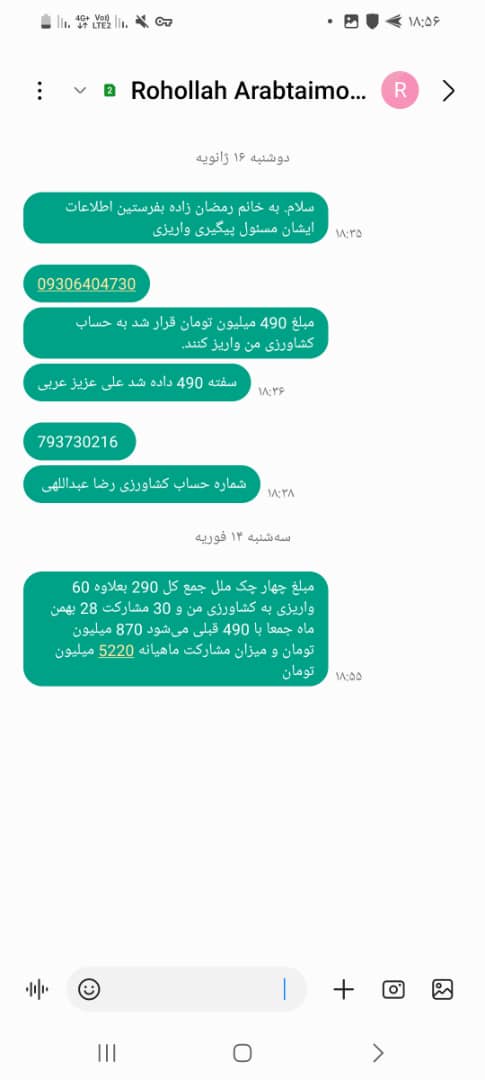 ۱۸:۵۶
4G+ Vo) LTE2
2
Rohollah Arabtaimo...
R
دوشنبه ۱۶ ژانویه
سلام. به خانم رمضان زاده بفرستین اطلاعات
ایشان مسئول پیگیری واریزی
۱۸:۳۵
09306404730
مبلغ 490 میلیون تومان قرار شد به حساب
کشاورزی من واریز کنند.
سفته 490 داده شد علی عزیز عربی
۱۸:۳۶
793730216
شماره حساب کشاورزی رضا عبداللهی
۱۸:۳۸
سه‌شنبه ۱۴ فوریه
مبلغ چهار چک ملل جمع کل 290 بعلاوه 60
واریزی به کشاورزی من و 30 مشارکت 28 بهمن
ماه جمعا با 490 قبلی می‌شود 870 میلیون
تومان و میزان مشارکت ماهیانه 5220 میلیون
تومان
۱۸:۵۵